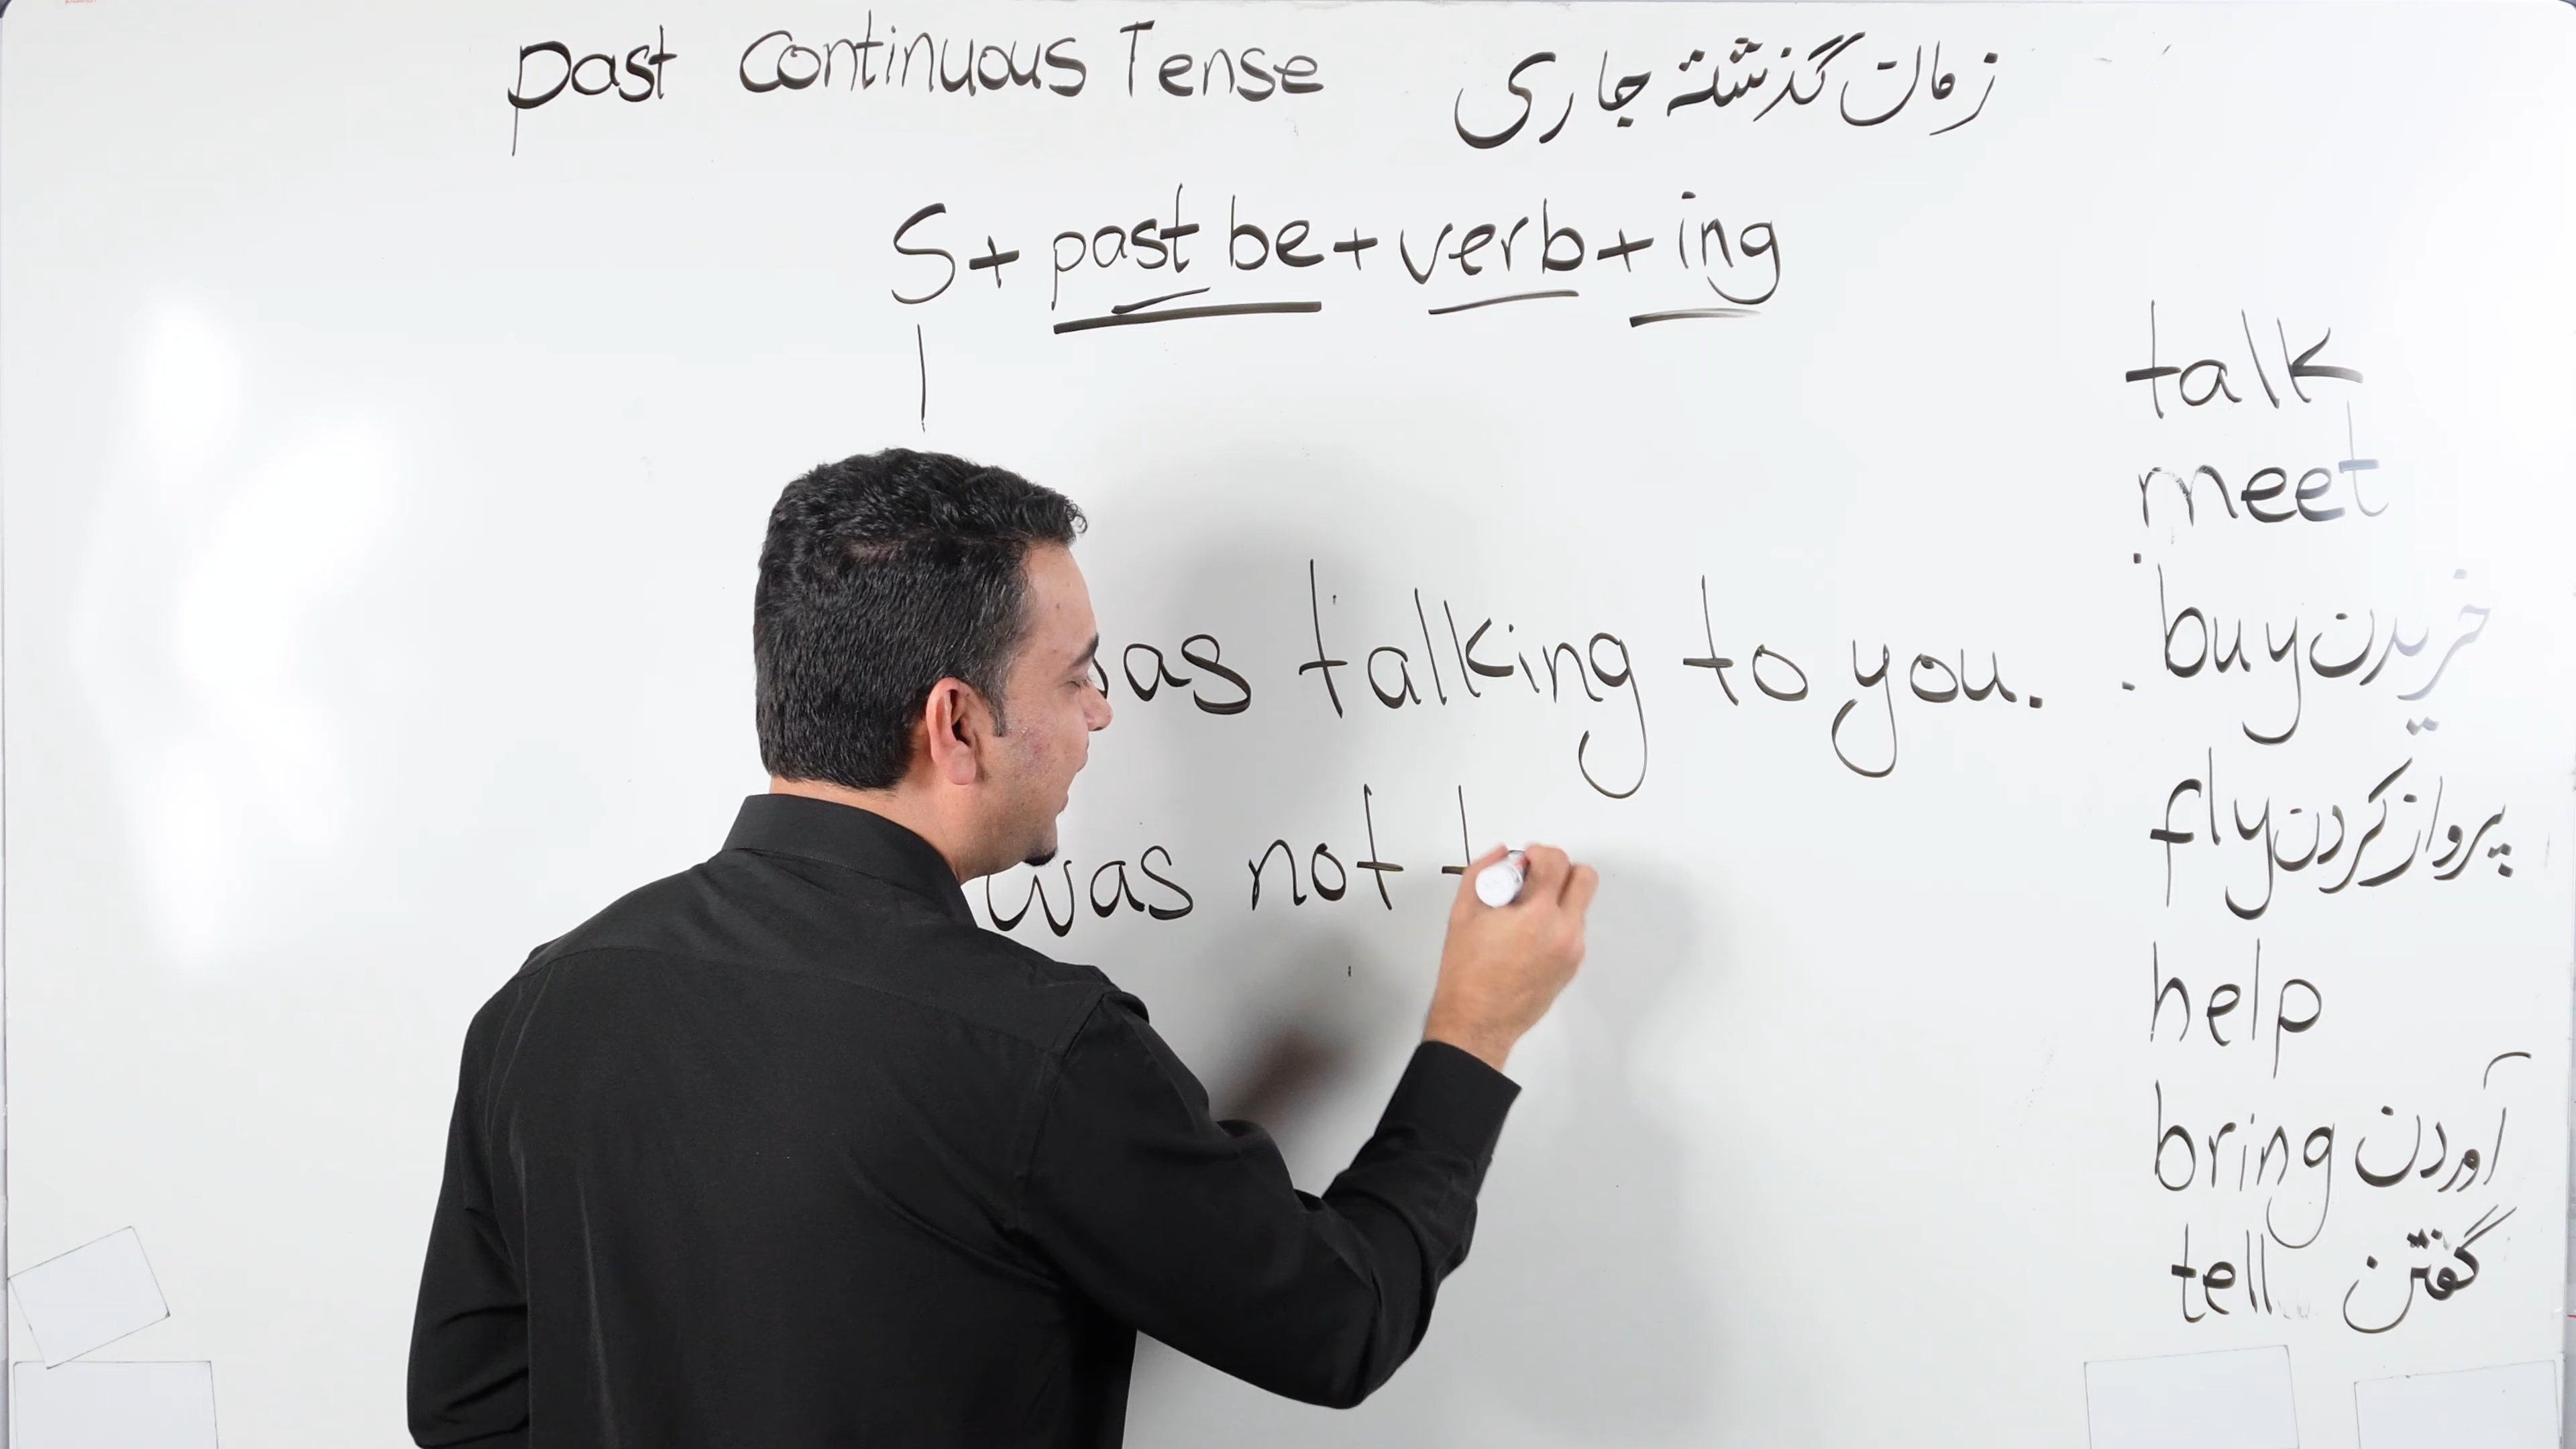 Past Continuous Tense زمان گذشته جاری
S+ past be + verb + ing
I
talk
meet
was talking to you.
buy خریدن
was not t
fly پرواز کردن
help
bring آوردن
tell گفتن